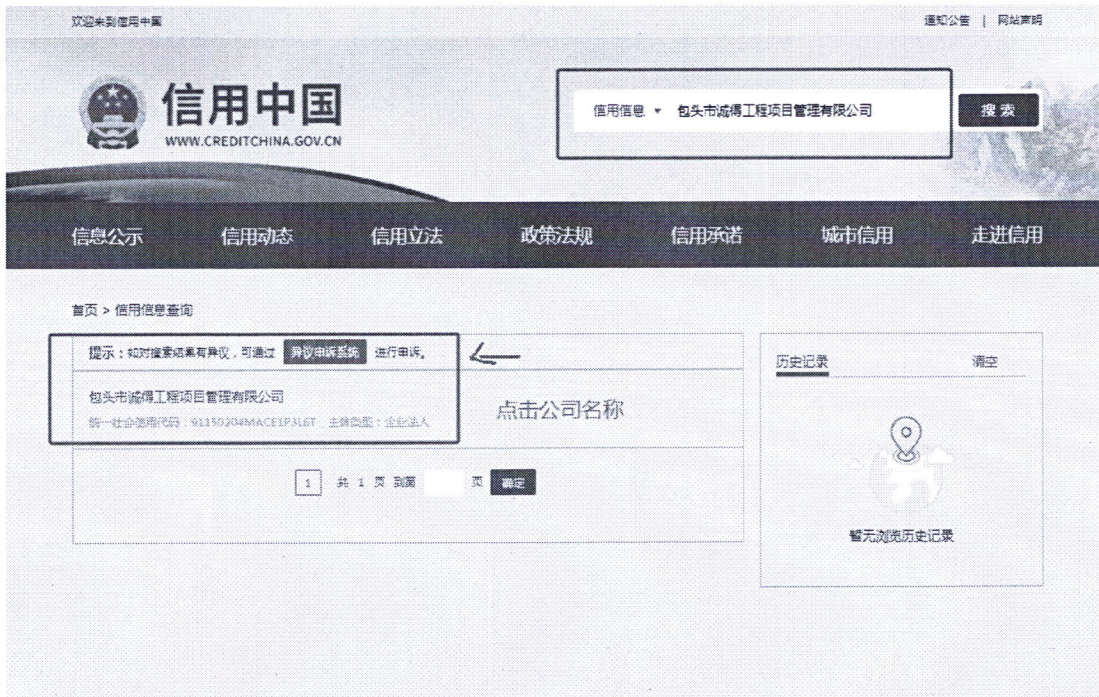 欢迎来到信用中国
通知公告 | 网站声明
信用中国
WWW.CREDITCHINA.GOV.CN
信用信息 包头市诚得工程项目管理有限公司 搜索
信息公示 信用动态 信用立法 政策法规 信用承诺 城市信用 走进信用
首页 > 信用信息查询
提示：如对搜索结果有异议，可通过 异议申诉系统 进行申诉。
包头市诚得工程项目管理有限公司
统一社会信用代码：91150204MACE1P3L6T 主体类型：企业法人
点击公司名称
1 共 1 页 到第 页 确定
历史记录 清空
暂无浏览历史记录